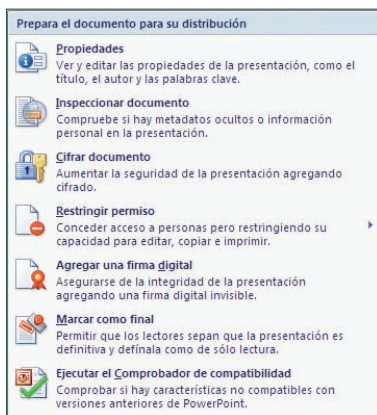 Prepara el documento para su distribución
Propiedades
Ver y editar las propiedades de la presentación, como el
título, el autor y las palabras clave.
Inspeccionar documento
Compruebe si hay metadatos ocultos o información
personal en la presentación.
Cifrar documento
Aumentar la seguridad de la presentación agregando
cifrado.
Restringir permiso
Conceder acceso a personas pero restringiendo su
capacidad para editar, copiar e imprimir.
Agregar una firma digital
Asegurarse de la integridad de la presentación
agregando una firma digital invisible.
Marcar como final
Permitir que los lectores sepan que la presentación es
definitiva y defínala como de sólo lectura.
Ejecutar el Comprobador de compatibilidad
Comprobar si hay características no compatibles con
versiones anteriores de PowerPoint.